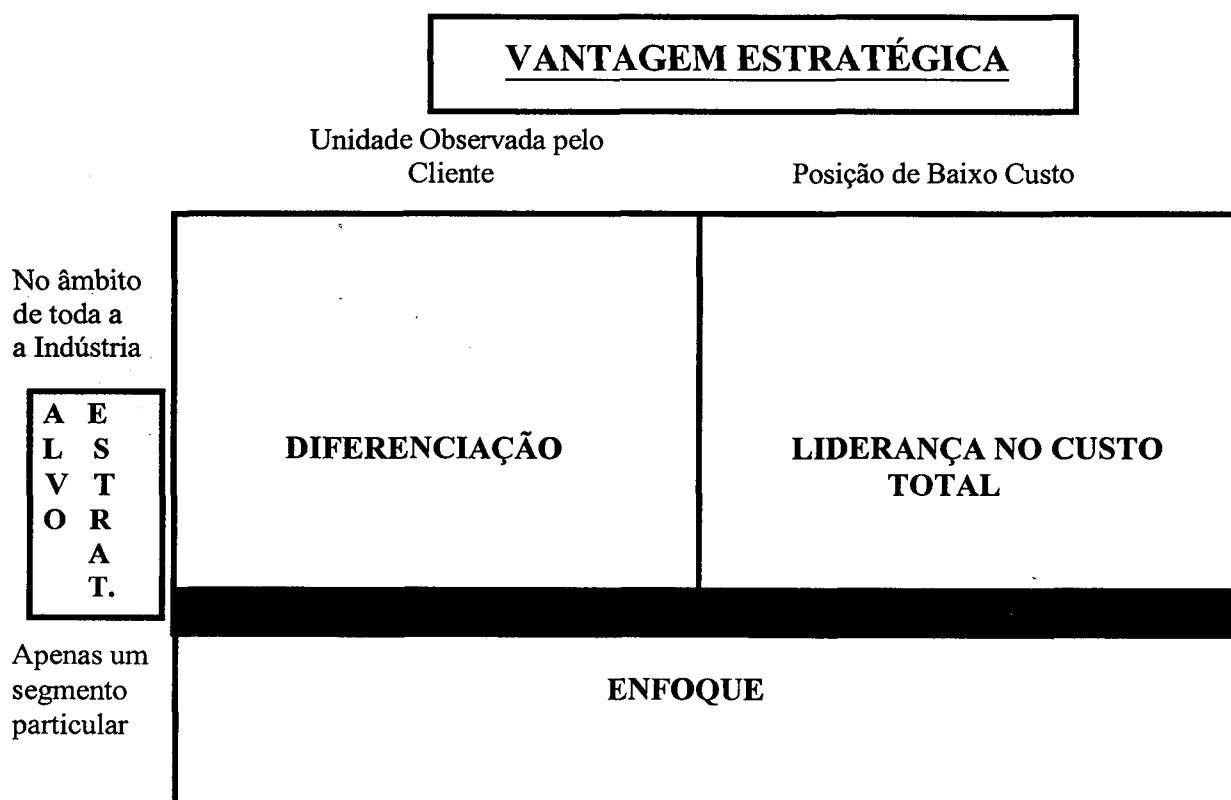 VANTAGEM ESTRATÉGICA
Unidade Observada pelo
Cliente
Posição de Baixo Custo
No âmbito
de toda a
a Indústria
A E
L S
V T
O R
A
T.
DIFERENCIAÇÃO
LIDERANÇA NO CUSTO
TOTAL
Apenas um
segmento
particular
ENFOQUE